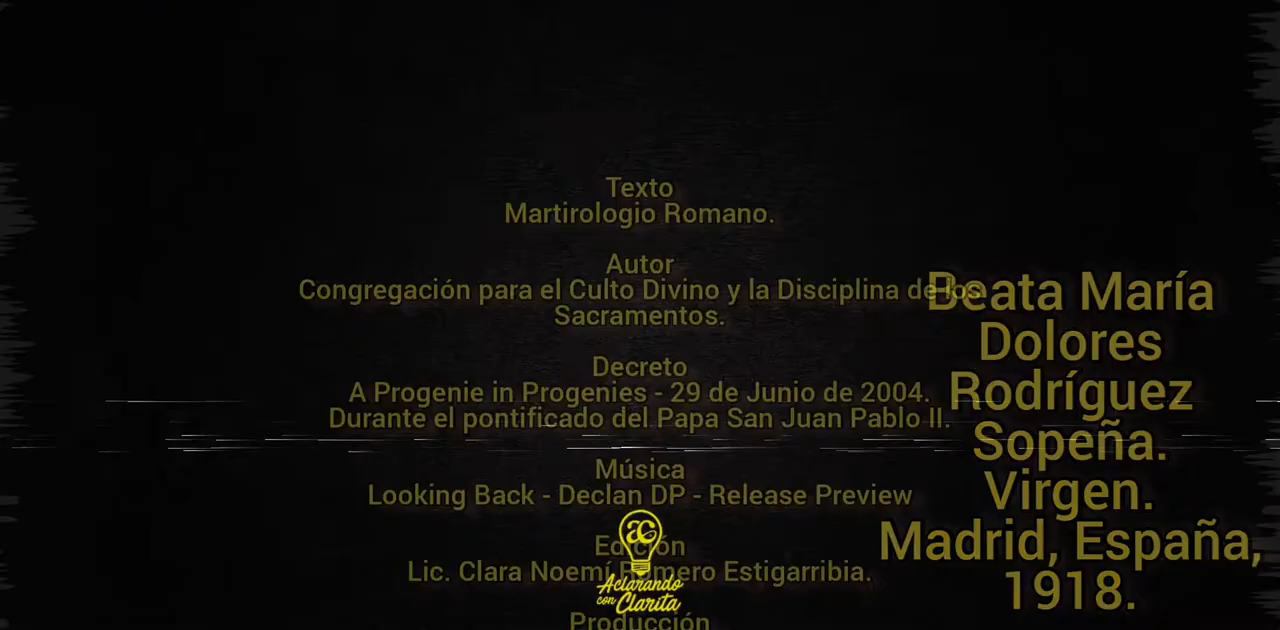 Texto
Martirologio Romano.
Autor
Congregación para el Culto Divino y la Disciplina de los
Sacramentos.
Decreto
A Progenie in Progenies - 29 de Junio de 2004.
Durante el pontificado del Papa San Juan Pablo II.
Música
Looking Back - Declan DP - Release Preview
Edición
Lic. Clara Noemí Romero Estigarribia.
Producción
Aclarando
con Clarita
Beata María
Dolores
Rodríguez
Sopeña.
Virgen.
Madrid, España,
1918.